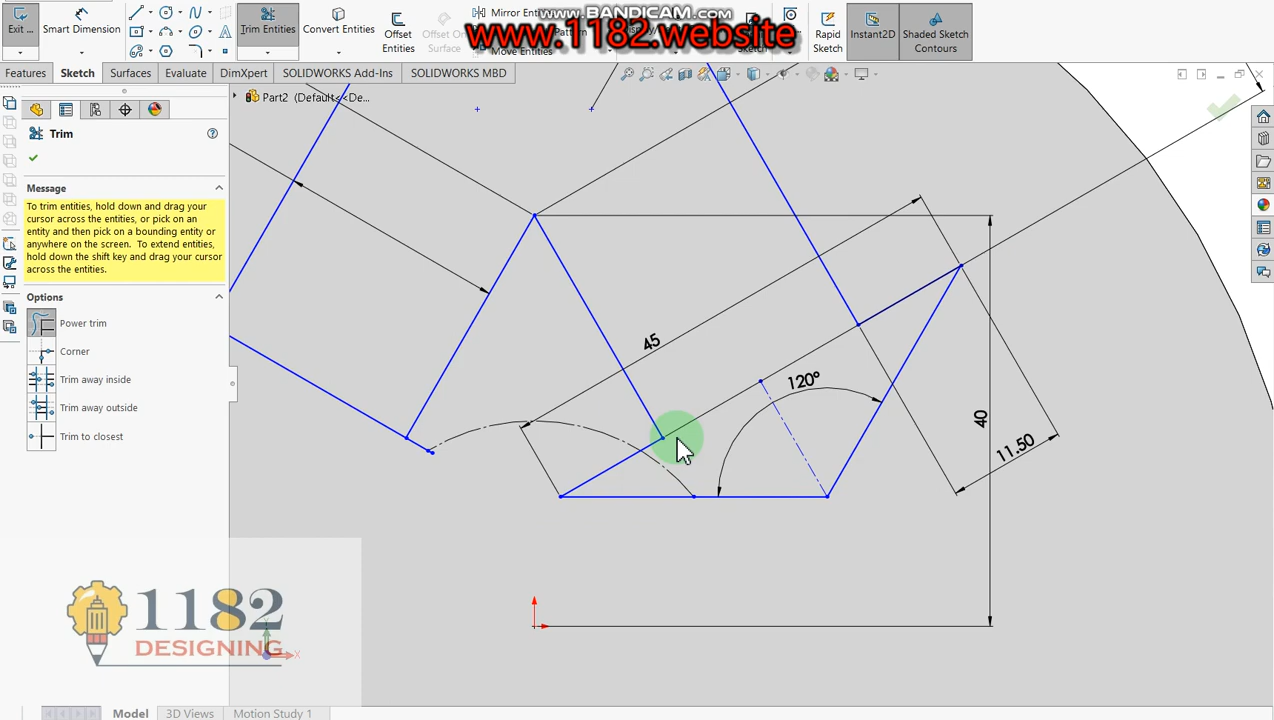 www.BANDICAM.com
www.1182.website
Exit ...
Smart Dimension
Trim Entities
Convert Entities
Offset
Entities
Offset On
Surface
Mirror Entities
Pattern
Move Entities
Rapid
Sketch
Instant2D
Shaded Sketch
Contours
Features
Sketch
Surfaces
Evaluate
DimXpert
SOLIDWORKS Add-Ins
SOLIDWORKS MBD
Part2 (Default<<De...
Trim
Message
To trim entities, hold down and drag your
cursor across the entities, or pick on an
entity and then pick on a bounding entity or
anywhere on the screen. To extend entities,
hold down the shift key and drag your cursor
across the entities.
Options
Power trim
Corner
Trim away inside
Trim away outside
Trim to closest
45
120°
40
11.50
1182
DESIGNING
X
Model
3D Views
Motion Study 1